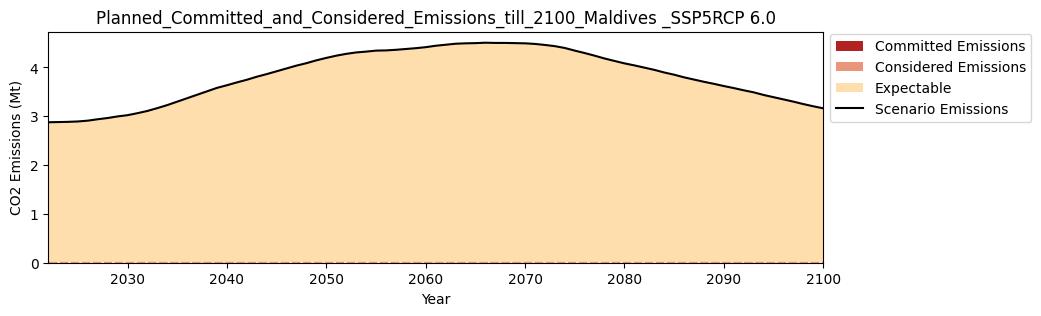 Planned_Committed_and_Considered_Emissions_till_2100_Maldives _SSP5RCP 6.0
CO2 Emissions (Mt)
4
3
2
1
0
2030 2040 2050 2060 2070 2080 2090 2100
Year
Committed Emissions
Considered Emissions
Expectable
Scenario Emissions